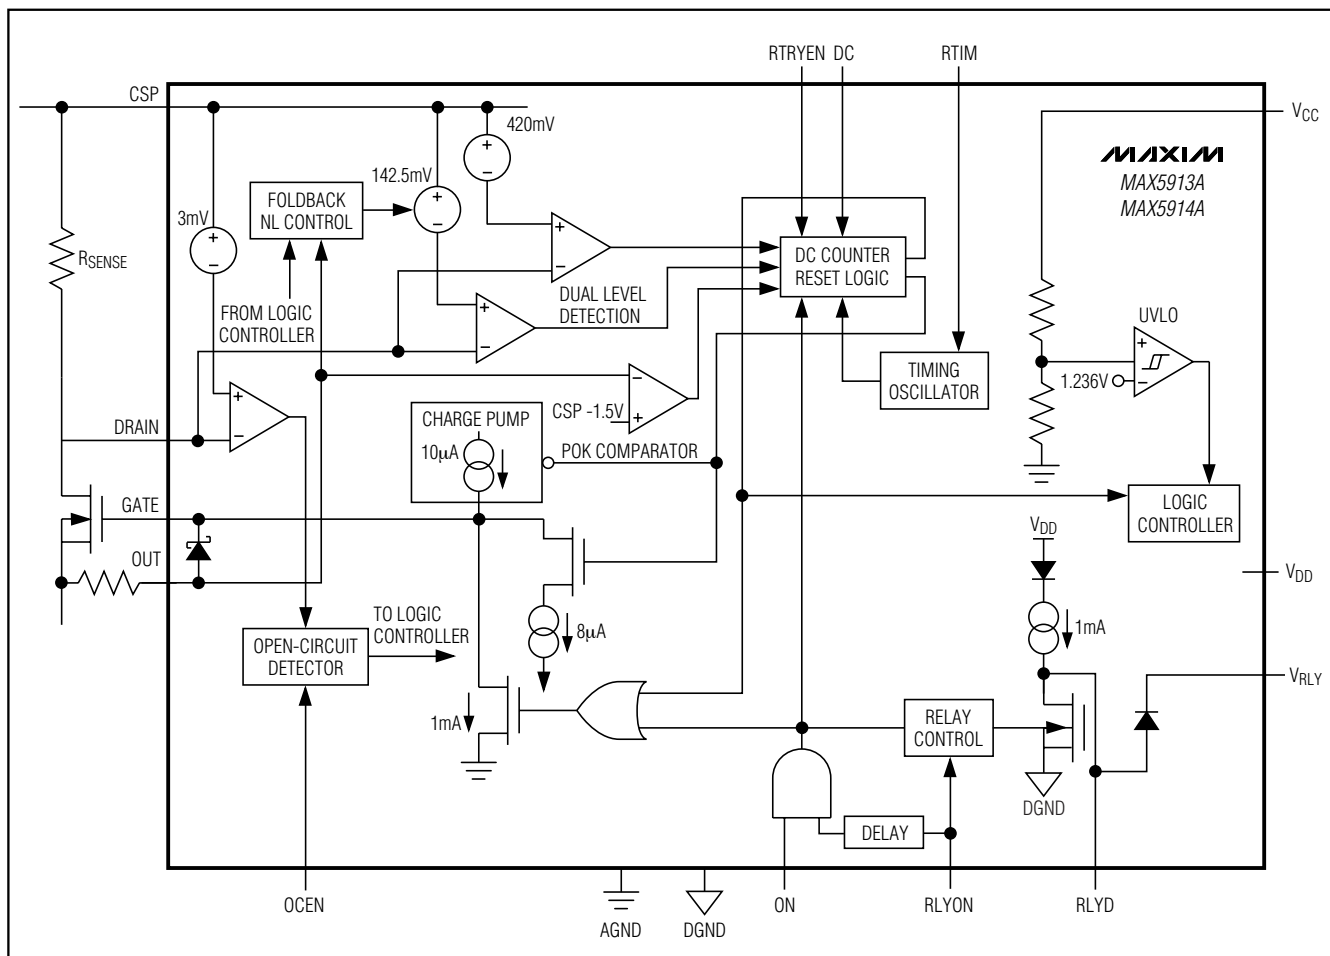 RTRYEN DC
RTIM
CSP
VCC
420mV
MAXIM
MAX5913A
MAX5914A
142.5mV
FOLDBACK
NL CONTROL
3mV
RSENSE
DC COUNTER
RESET LOGIC
FROM LOGIC
CONTROLLER
DUAL LEVEL
DETECTION
UVLO
TIMING
OSCILLATOR
1.236V
CSP -1.5V
CHARGE PUMP
10μA
DRAIN
POK COMPARATOR
GATE
LOGIC
CONTROLLER
VDD
OUT
VDD
TO LOGIC
CONTROLLER
8μA
1mA
OPEN-CIRCUIT
DETECTOR
VRLY
1mA
RELAY
CONTROL
DGND
DELAY
OCEN
AGND
DGND
ON
RLYON
RLYD
+
−
+
−
+
−
+
−
+
−
+
−
−
+
+
−